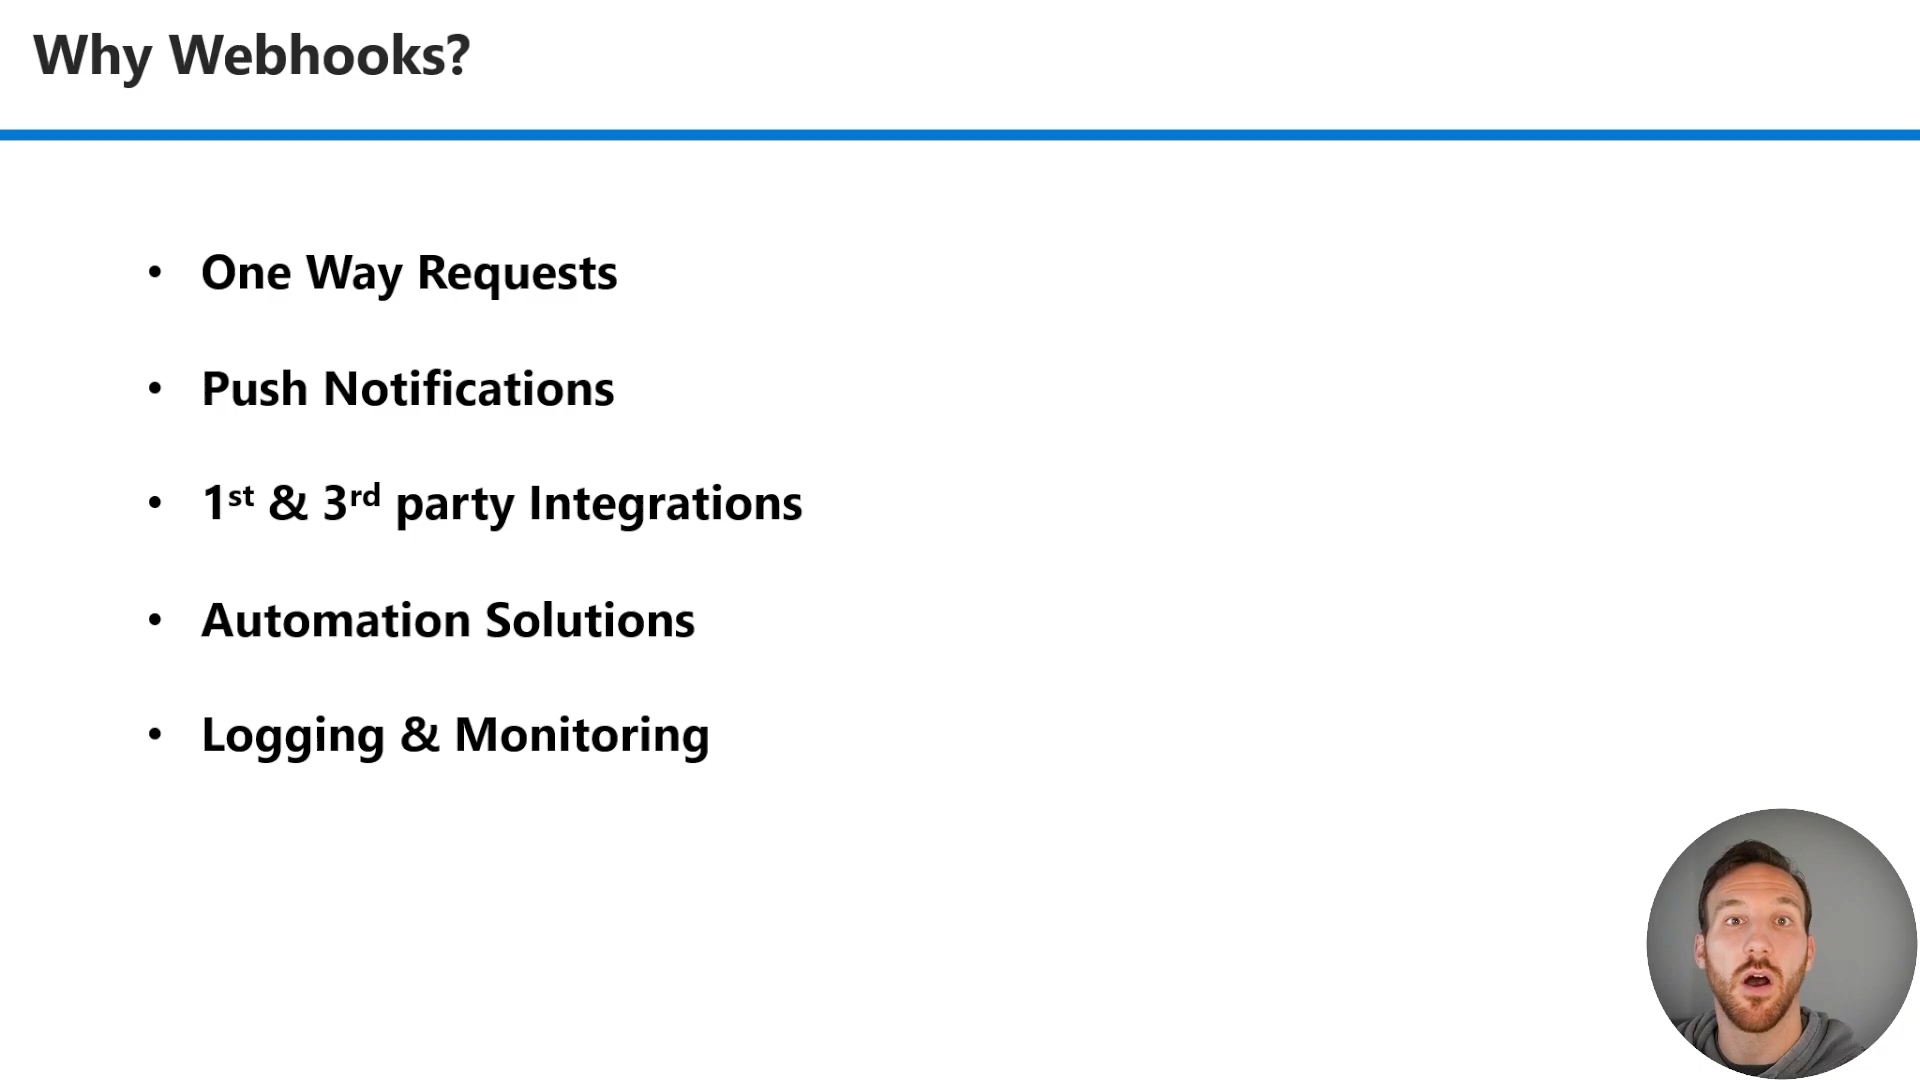 Why Webhooks?
• One Way Requests
• Push Notifications
• 1st & 3rd party Integrations
• Automation Solutions
• Logging & Monitoring